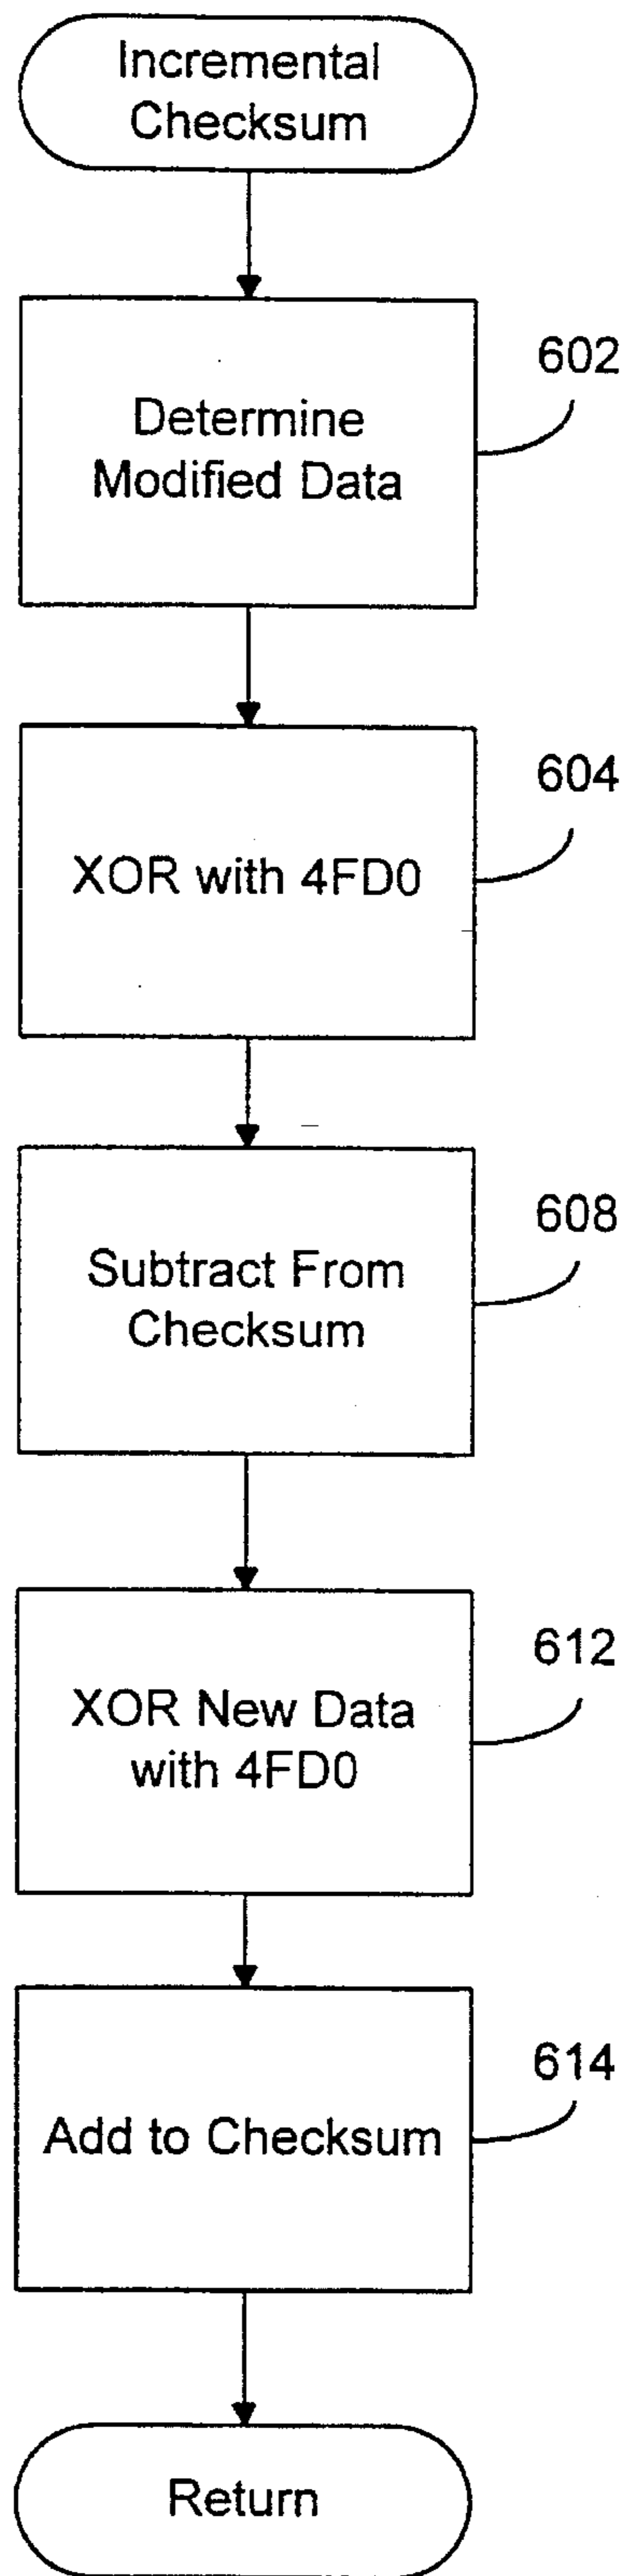 Incremental
Checksum
602
Determine
Modified Data
604
XOR with 4FD0
608
Subtract From
Checksum
612
XOR New Data
with 4FD0
614
Add to Checksum
Return